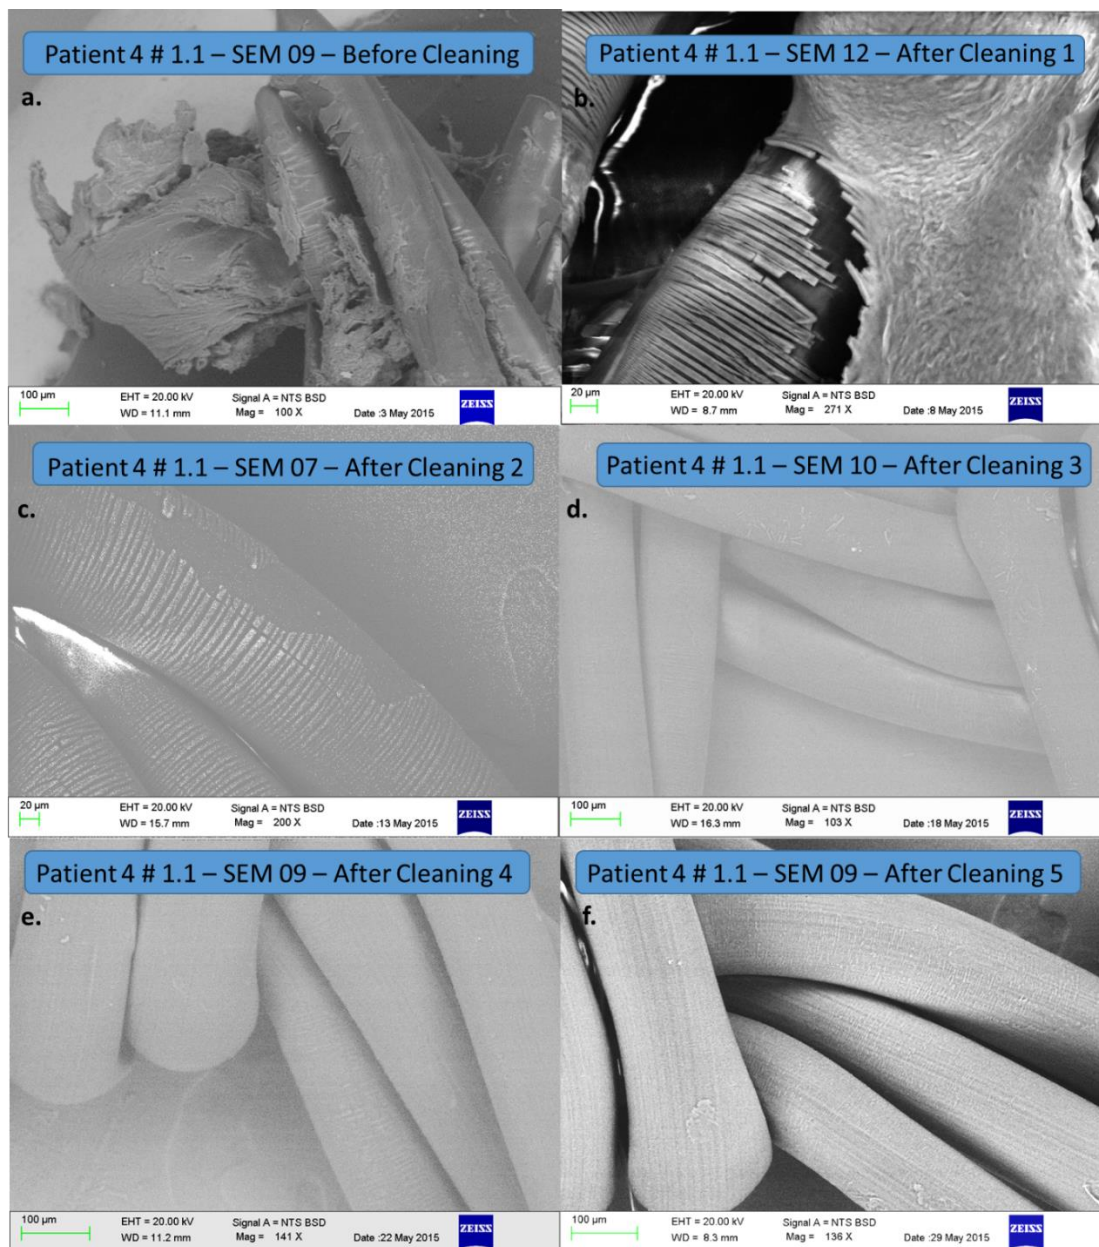 Patient 4 # 1.1 – SEM 09 – Before Cleaning
a.
100 µm
EHT = 20.00 kV
WD = 11.1 mm
Signal A = NTS BSD
Mag = 100 X
Date :3 May 2015
ZEISS
Patient 4 # 1.1 – SEM 12 – After Cleaning 1
b.
20 µm
EHT = 20.00 kV
WD = 8.7 mm
Signal A = NTS BSD
Mag = 271 X
Date :8 May 2015
ZEISS
Patient 4 # 1.1 – SEM 07 – After Cleaning 2
c.
20 µm
EHT = 20.00 kV
WD = 15.7 mm
Signal A = NTS BSD
Mag = 200 X
Date :13 May 2015
ZEISS
Patient 4 # 1.1 – SEM 10 – After Cleaning 3
d.
100 µm
EHT = 20.00 kV
WD = 16.3 mm
Signal A = NTS BSD
Mag = 103 X
Date :18 May 2015
ZEISS
Patient 4 # 1.1 – SEM 09 – After Cleaning 4
e.
100 µm
EHT = 20.00 kV
WD = 11.2 mm
Signal A = NTS BSD
Mag = 141 X
Date :22 May 2015
ZEISS
Patient 4 # 1.1 – SEM 09 – After Cleaning 5
f.
100 µm
EHT = 20.00 kV
WD = 8.3 mm
Signal A = NTS BSD
Mag = 136 X
Date :29 May 2015
ZEISS